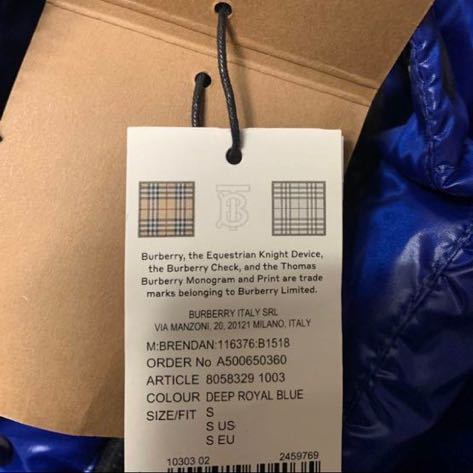 Burberry, the Equestrian Knight Device,
the Burberry Check, and the Thomas
Burberry Monogram and Print are trade
marks belonging to Burberry Limited.
BURBERRY ITALY SRL
VIA MANZONI, 20, 20121 MILANO, ITALY
M:BRENDAN:116376:B1518
ORDER No A500650360
ARTICLE 8058329 1003
COLOUR DEEP ROYAL BLUE
SIZE/FIT S
S US
S EU
10303 02 2459769